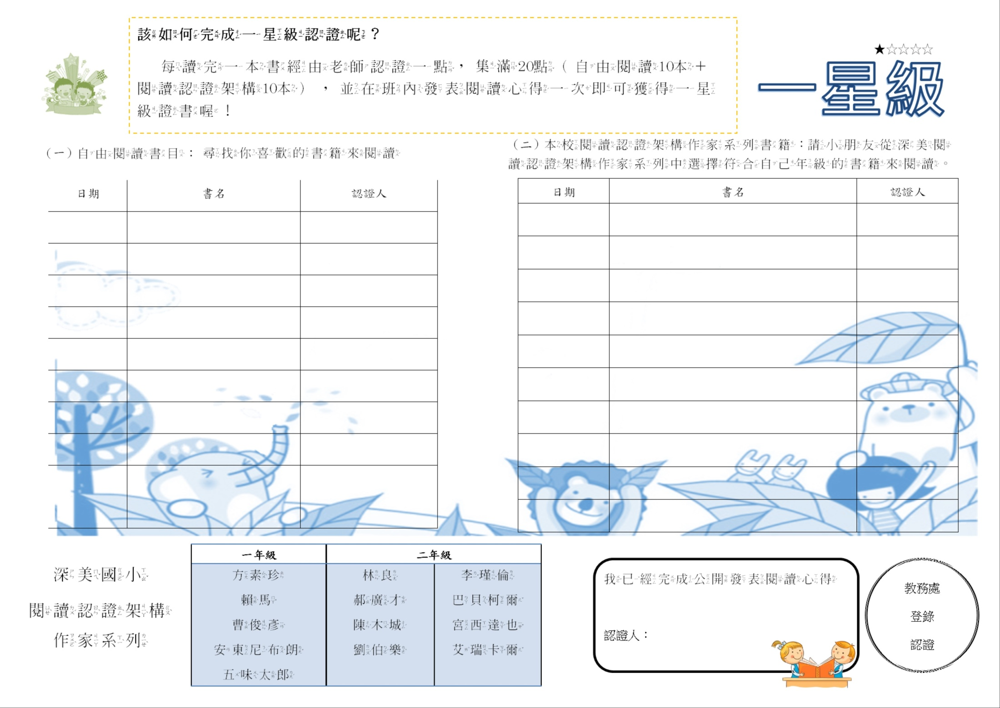 該如何完成一星級認證呢？
每讀完一本書經由老師認證一點，集滿20點（自由閱讀10本＋
閱讀認證架構10本），並在班內發表閱讀心得一次即可獲得一星
級證書喔！
★☆☆☆☆
一星級
（一）自由閱讀書目：尋找你喜歡的書籍來閱讀
（二）本校閱讀認證架構作家系列書籍：請小朋友從深美閱
讀認證架構作家系列中選擇符合自己年級的書籍來閱讀。
日期 書名 認證人
日期 書名 認證人
深美國小
閱讀認證架構
作家系列
一年級 二年級
方素珍 林良 李瑾倫
賴馬 郝廣才 巴貝柯爾
曹俊彥 陳木城 宮西達也
安東尼布朗 劉伯樂 艾瑞卡爾
五味太郎
我已經完成公開發表閱讀心得
認證人：
教務處
登錄
認證